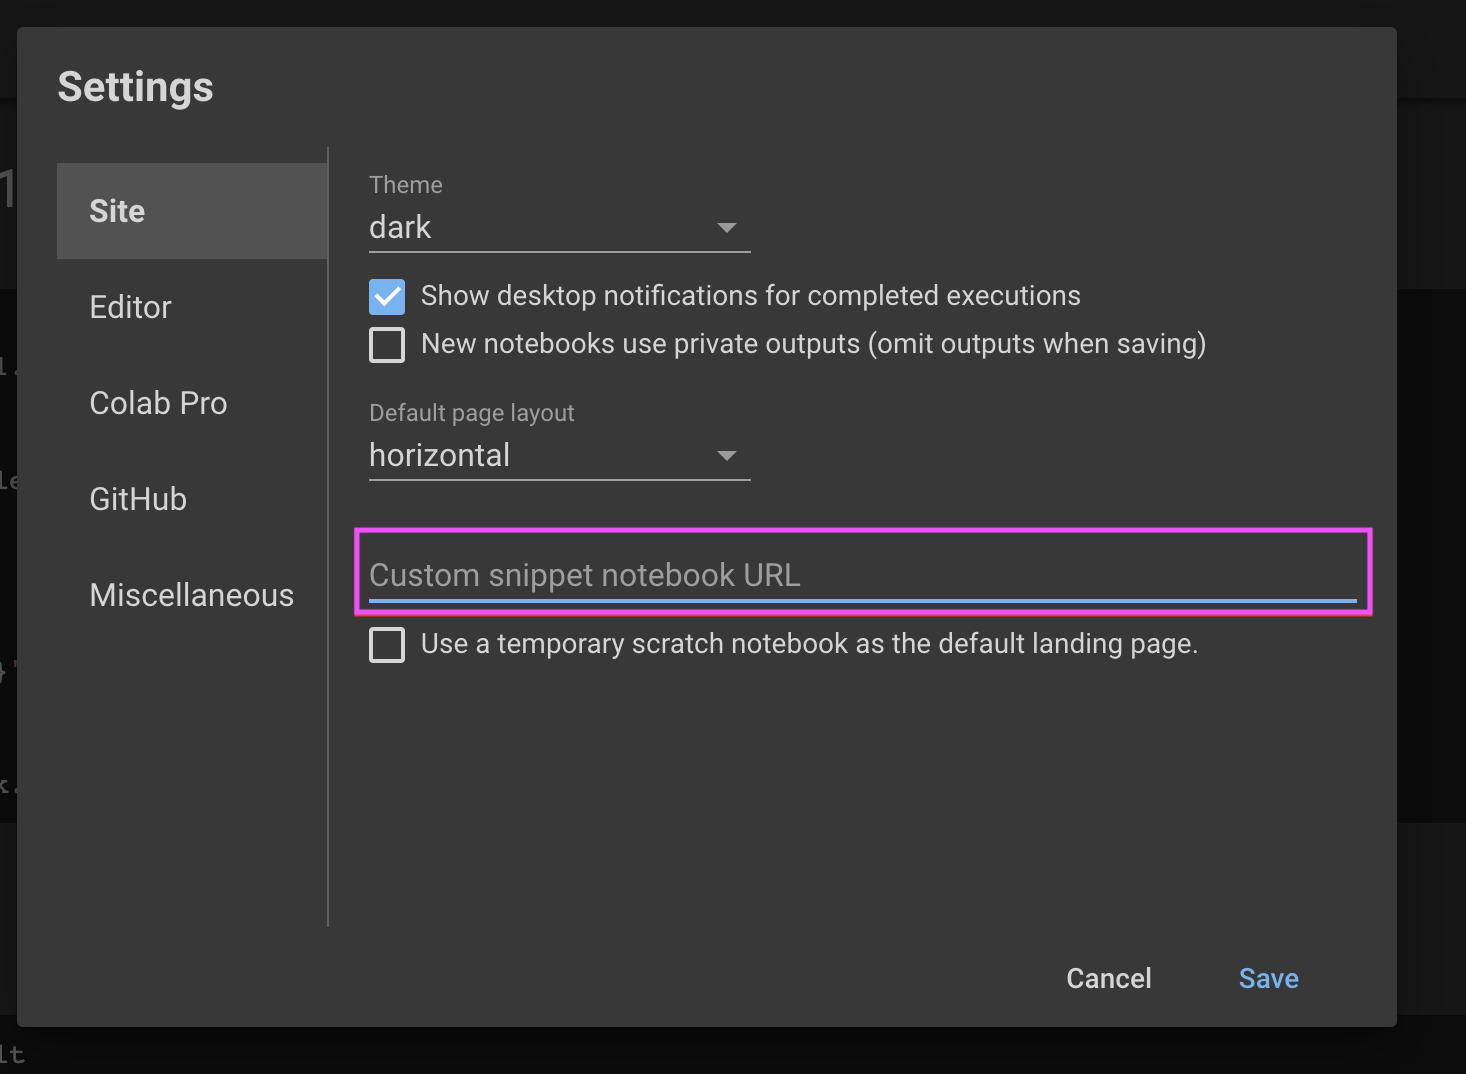 Settings
Site
Editor
Colab Pro
GitHub
Miscellaneous
Theme
dark
Show desktop notifications for completed executions
New notebooks use private outputs (omit outputs when saving)
Default page layout
horizontal
Custom snippet notebook URL
Use a temporary scratch notebook as the default landing page.
Cancel
Save